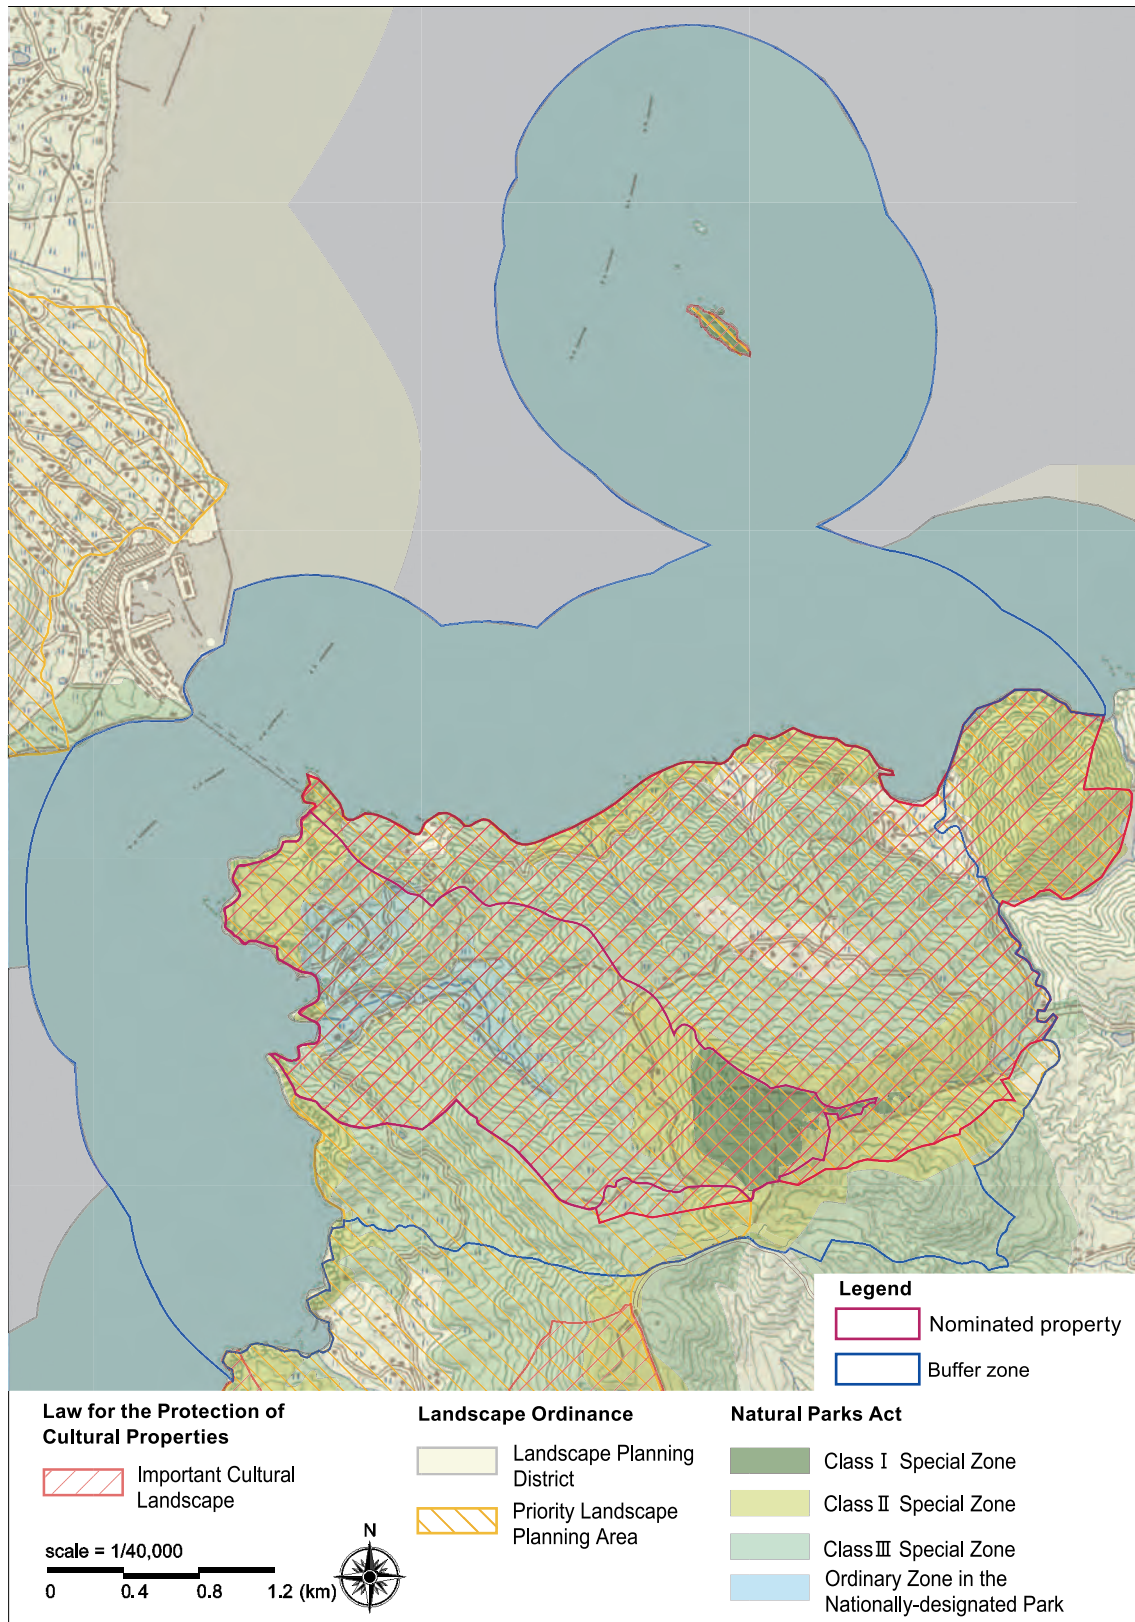 Legend
Nominated property
Buffer zone
Law for the Protection of
Cultural Properties
Important Cultural
Landscape
scale = 1/40,000
0 0.4 0.8 1.2 (km)
N
Landscape Ordinance
Landscape Planning
District
Priority Landscape
Planning Area
Natural Parks Act
Class Ⅰ Special Zone
Class Ⅱ Special Zone
Class Ⅲ Special Zone
Ordinary Zone in the
Nationally-designated Park